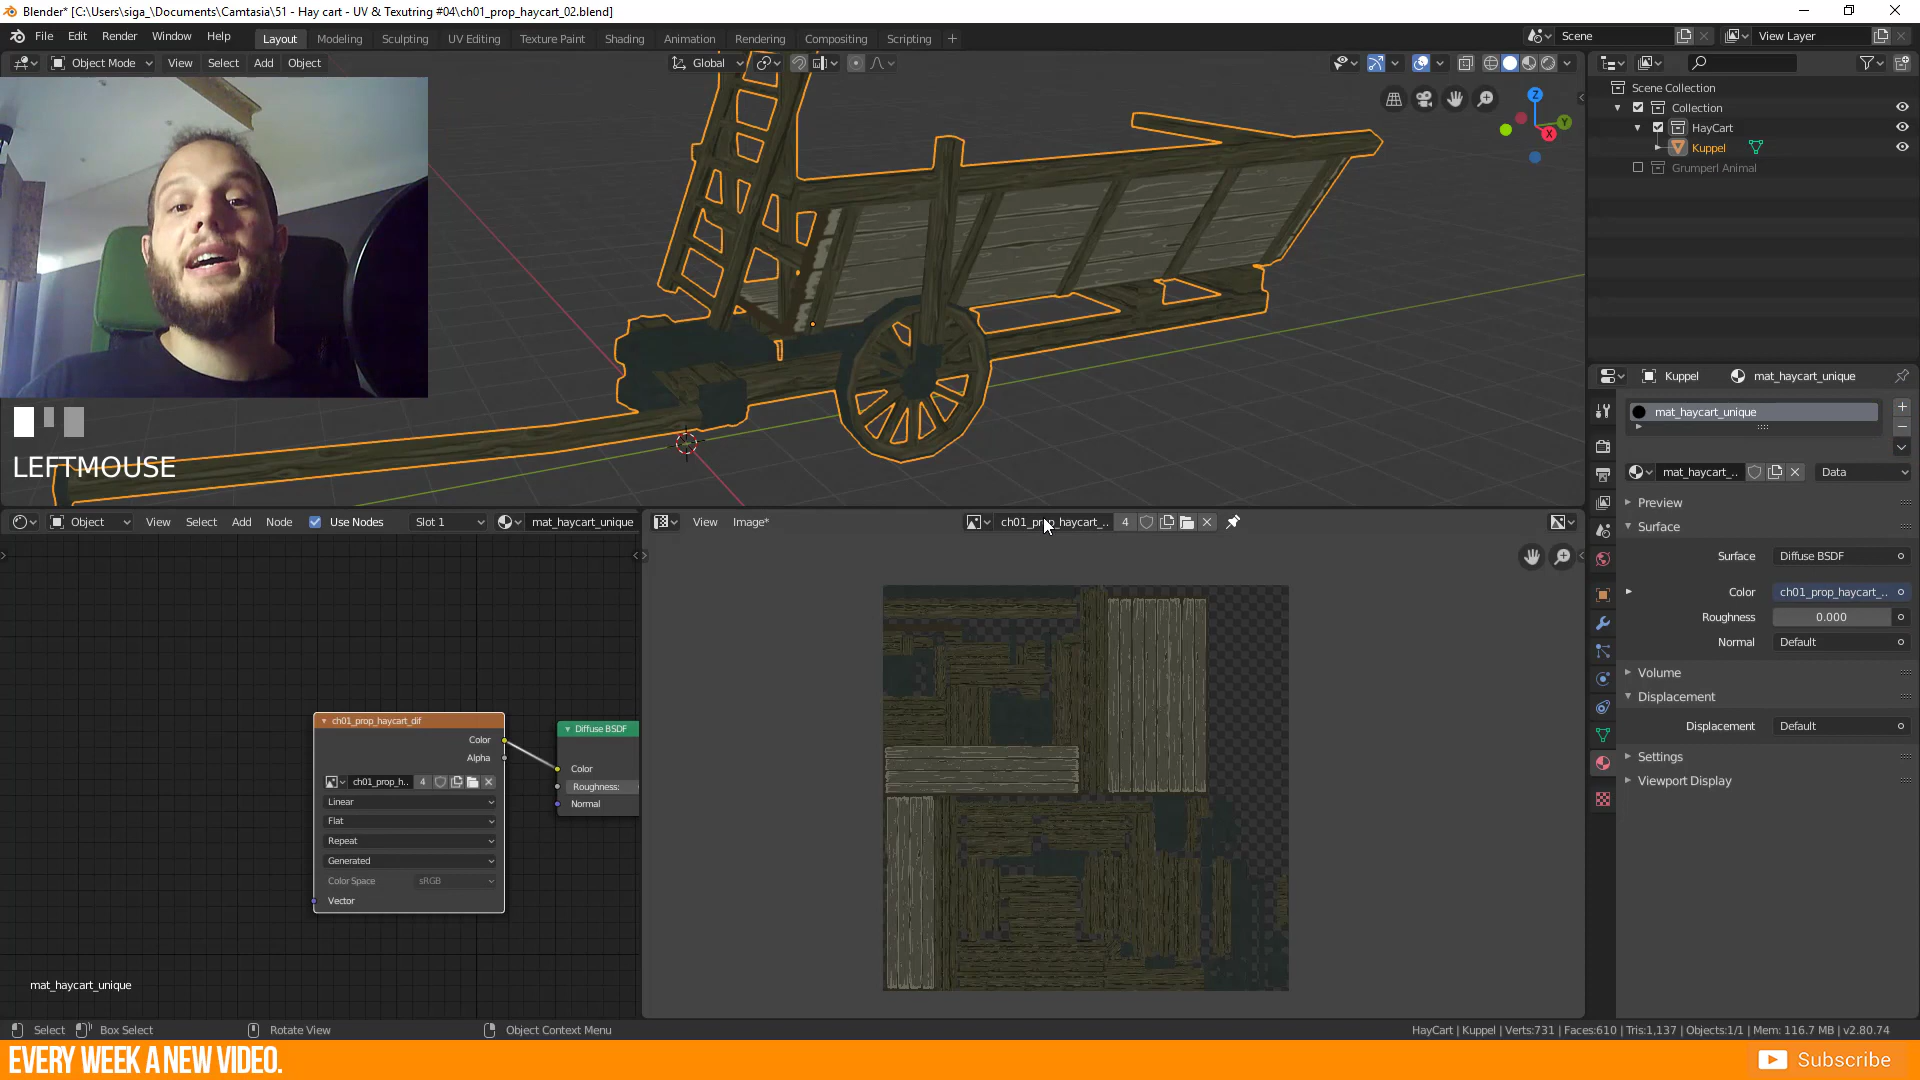 Blender* [C:\Users\siga_\Documents\Camtasia\51 - Hay cart - UV & Texutring #04\ch01_prop_haycart_02.blend]
File Edit Render Window Help
Layout Modeling Sculpting UV Editing Texture Paint Shading Animation Rendering Compositing Scripting +
Scene
View Layer
Object Mode View Select Add Object
Global
Scene Collection
Collection
HayCart
Kuppel
Grumperl Animal
Z
Y
X
LEFTMOUSE
Kuppel mat_haycart_unique
mat_haycart_unique
mat_haycart_.. Data
Preview
Surface
Surface Diffuse BSDF
Color ch01_prop_haycart_..
Roughness 0.000
Normal Default
Volume
Displacement
Displacement Default
Settings
Viewport Display
Object View Select Add Node Use Nodes Slot 1 mat_haycart_unique
View Image* ch01_prop_haycart_.. 4
ch01_prop_haycart_dif
Color
Alpha
ch01_prop_h.. 4
Linear
Flat
Repeat
Generated
Color Space sRGB
Vector
Diffuse BSDF
Color
Roughness:
Normal
mat_haycart_unique
Select Box Select Rotate View Object Context Menu
HayCart | Kuppel | Verts:731 | Faces:610 | Tris:1,137 | Objects:1/1 | Mem: 116.7 MB | v2.80.74
EVERY WEEK A NEW VIDEO.
Subscribe